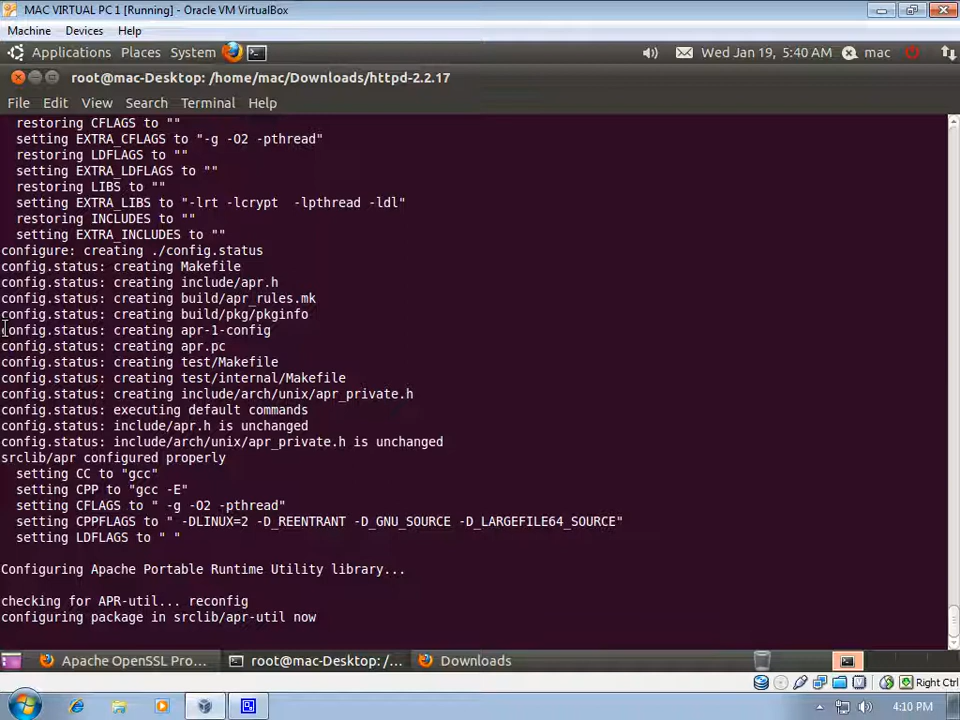 MAC VIRTUAL PC 1 [Running] - Oracle VM VirtualBox
Machine Devices Help
Applications Places System Wed Jan 19, 5:40 AM mac
root@mac-Desktop: /home/mac/Downloads/httpd-2.2.17
File Edit View Search Terminal Help
restoring CFLAGS to ""
setting EXTRA_CFLAGS to "-g -O2 -pthread"
restoring LDFLAGS to ""
setting EXTRA_LDFLAGS to ""
restoring LIBS to ""
setting EXTRA_LIBS to "-lrt -lcrypt  -lpthread -ldl"
restoring INCLUDES to ""
setting EXTRA_INCLUDES to ""
configure: creating ./config.status
config.status: creating Makefile
config.status: creating include/apr.h
config.status: creating build/apr_rules.mk
config.status: creating build/pkg/pkginfo
config.status: creating apr-1-config
config.status: creating apr.pc
config.status: creating test/Makefile
config.status: creating test/internal/Makefile
config.status: creating include/arch/unix/apr_private.h
config.status: executing default commands
config.status: include/apr.h is unchanged
config.status: include/arch/unix/apr_private.h is unchanged
srclib/apr configured properly
setting CC to "gcc"
setting CPP to "gcc -E"
setting CFLAGS to " -g -O2 -pthread"
setting CPPFLAGS to " -DLINUX=2 -D_REENTRANT -D_GNU_SOURCE -D_LARGEFILE64_SOURCE"
setting LDFLAGS to " "
Configuring Apache Portable Runtime Utility library...
checking for APR-util... reconfig
configuring package in srclib/apr-util now
Apache OpenSSL Pro... root@mac-Desktop: /... Downloads
Right Ctrl
4:10 PM